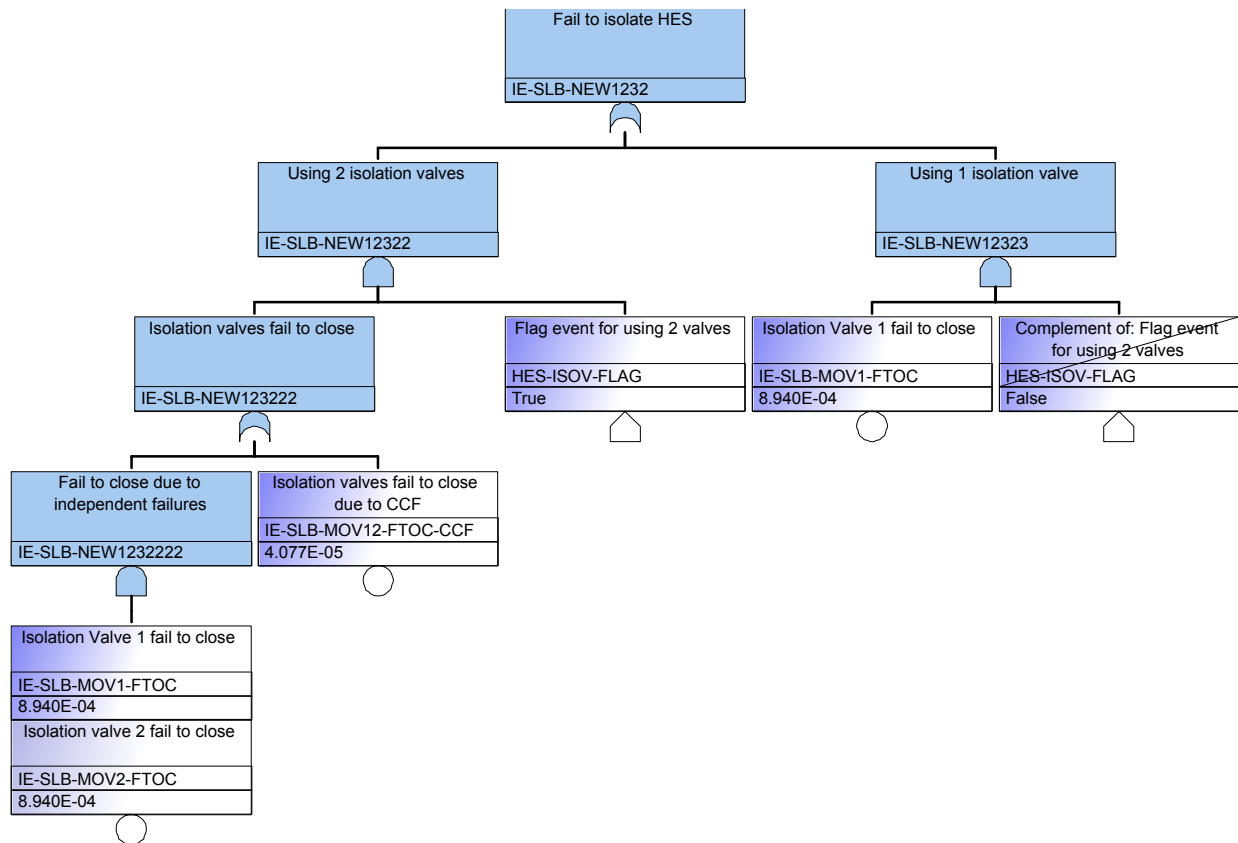 Fail to isolate HES
IE-SLB-NEW1232
Using 2 isolation valves
IE-SLB-NEW12322
Using 1 isolation valve
IE-SLB-NEW12323
Isolation valves fail to close
IE-SLB-NEW123222
Flag event for using 2 valves
HES-ISOV-FLAG
True
Isolation Valve 1 fail to close
IE-SLB-MOV1-FTOC
8.940E-04
Complement of: Flag event
for using 2 valves
HES-ISOV-FLAG
False
Fail to close due to
independent failures
IE-SLB-NEW1232222
Isolation valves fail to close
due to CCF
IE-SLB-MOV12-FTOC-CCF
4.077E-05
Isolation Valve 1 fail to close
IE-SLB-MOV1-FTOC
8.940E-04
Isolation valve 2 fail to close
IE-SLB-MOV2-FTOC
8.940E-04